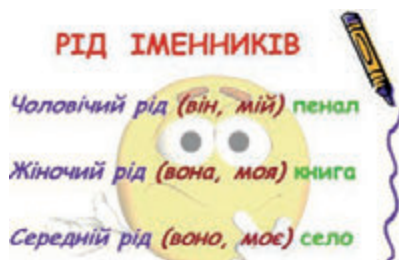 РІД ІМЕННИКІВ
Чоловічий рід (він, мій) пенал
Жіночий рід (вона, моя) книга
Середній рід (воно, моє) село